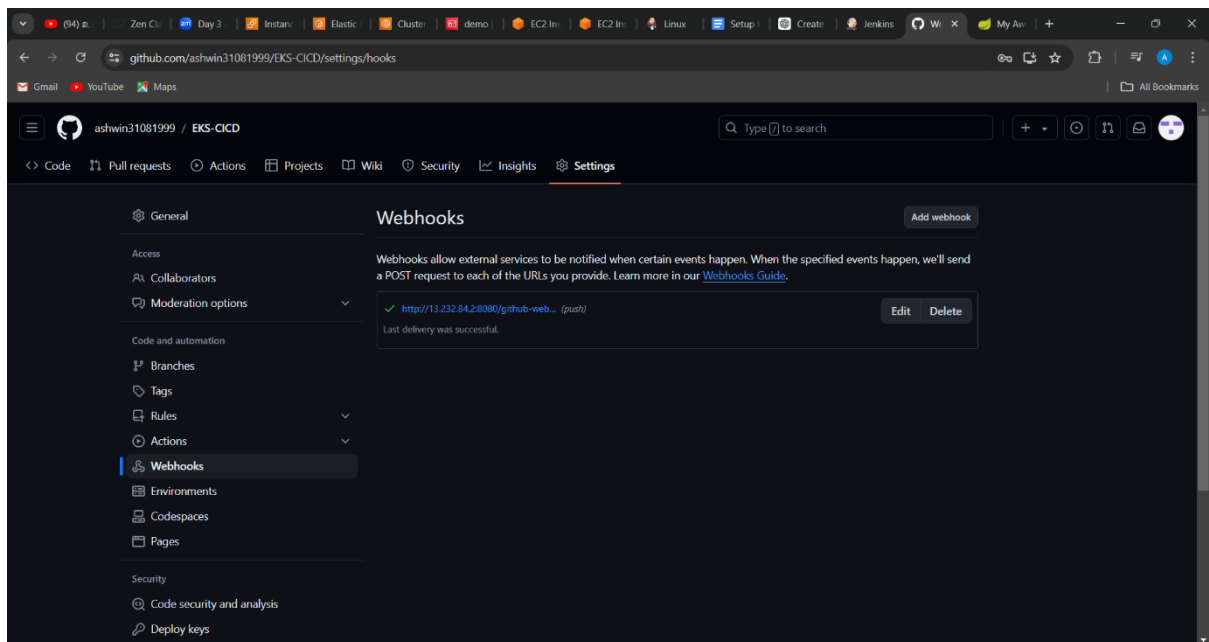 (94)
Zen Cla
Day 3 -
Instanc
Elastic
Cluster
demo
EC2 Ins
EC2 Ins
Linux
Setup
Create
Jenkins
My Aw
github.com/ashwin31081999/EKS-CICD/settings/hooks
A
Gmail
YouTube
Maps
All Bookmarks
ashwin31081999 / EKS-CICD
Type / to search
<> Code
Pull requests
Actions
Projects
Wiki
Security
Insights
Settings
General
Access
Collaborators
Moderation options
Code and automation
Branches
Tags
Rules
Actions
Webhooks
Environments
Codespaces
Pages
Security
Code security and analysis
Deploy keys
Webhooks
Add webhook
Webhooks allow external services to be notified when certain events happen. When the specified events happen, we'll send
a POST request to each of the URLs you provide. Learn more in our Webhooks Guide.
http://13.232.84.2:8080/github-web... (push)
Edit
Delete
Last delivery was successful.